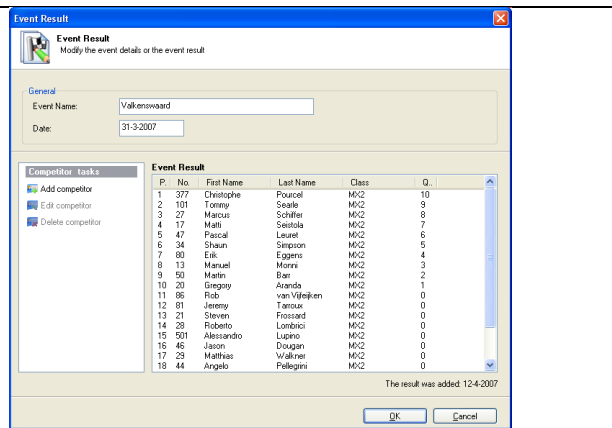 Event Result
Event Result
Modify the event details or the event result
General
Event Name: Valkenswaard
Date: 31-3-2007
Competitor tasks
Add competitor
Edit competitor
Delete competitor
Event Result
P. No. First Name Last Name Class Q..
1 377 Christophe Pourcel MX2 10
2 101 Tommy Searle MX2 9
3 27 Marcus Schiffer MX2 8
4 17 Matti Seistola MX2 7
5 47 Pascal Leuret MX2 6
6 34 Shaun Simpson MX2 5
7 80 Erik Eggens MX2 4
8 13 Manuel Monni MX2 3
9 50 Martin Barr MX2 2
10 20 Gregory Aranda MX2 1
11 86 Rob van Vijfeijken MX2 0
12 81 Jeremy Tarroux MX2 0
13 21 Steven Frossard MX2 0
14 28 Roberto Lombrici MX2 0
15 501 Alessandro Lupino MX2 0
16 46 Jason Dougan MX2 0
17 29 Matthias Walkner MX2 0
18 44 Angelo Pellegrini MX2 0
The result was added: 12-4-2007
OK Cancel